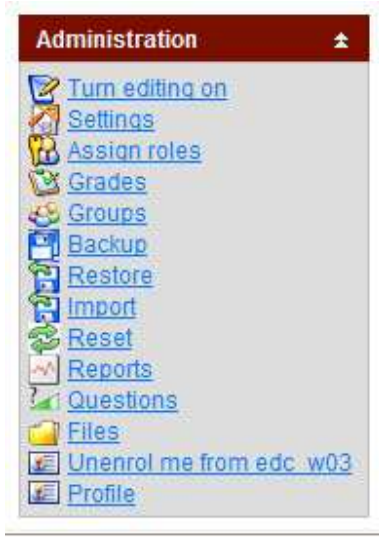 Administration
Turn editing on
Settings
Assign roles
Grades
Groups
Backup
Restore
Import
Reset
Reports
Questions
Files
Unenrol me from edc_w03
Profile